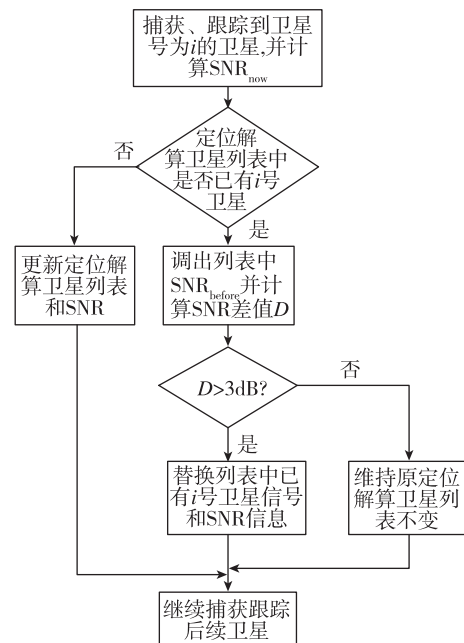 捕获、跟踪到卫星
号为i的卫星,并计
算SNRnow
定位解
算卫星列表中
是否已有i号
卫星
否
是
更新定位解
算卫星列表
和SNR
调出列表中
SNRbefore并计
算SNR差值D
D>3dB?
否
是
替换列表中已
有i号卫星信号
和SNR信息
维持原定位
解算卫星列
表不变
继续捕获跟踪
后续卫星